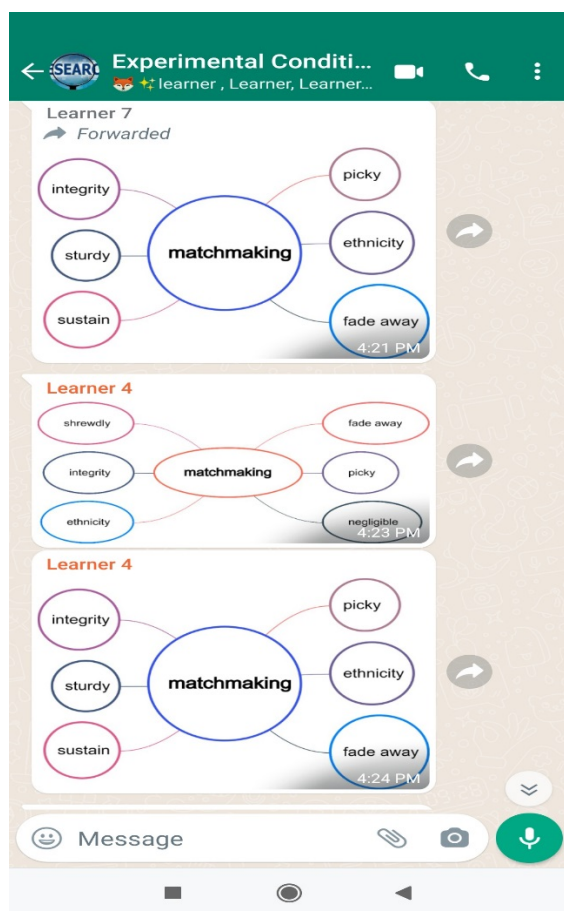 SEARC
Experimental Conditi...
learner , Learner, Learner...
Learner 7
Forwarded
integrity
picky
sturdy
matchmaking
ethnicity
sustain
fade away
4:21 PM
Learner 4
shrewdly
fade away
integrity
matchmaking
picky
ethnicity
negligible
4:23 PM
Learner 4
integrity
picky
sturdy
matchmaking
ethnicity
sustain
fade away
4:24 PM
Message